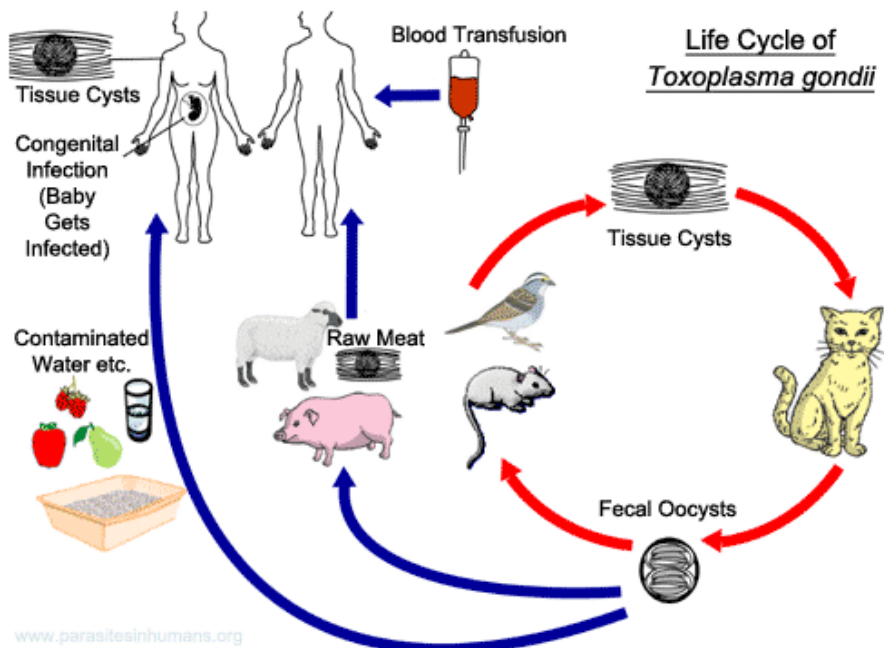 Life Cycle of
Toxoplasma gondii
Blood Transfusion
Tissue Cysts
Congenital
Infection
(Baby
Gets
Infected)
Tissue Cysts
Contaminated
Water etc.
Raw Meat
Fecal Oocysts
www.parasitesinhumans.org